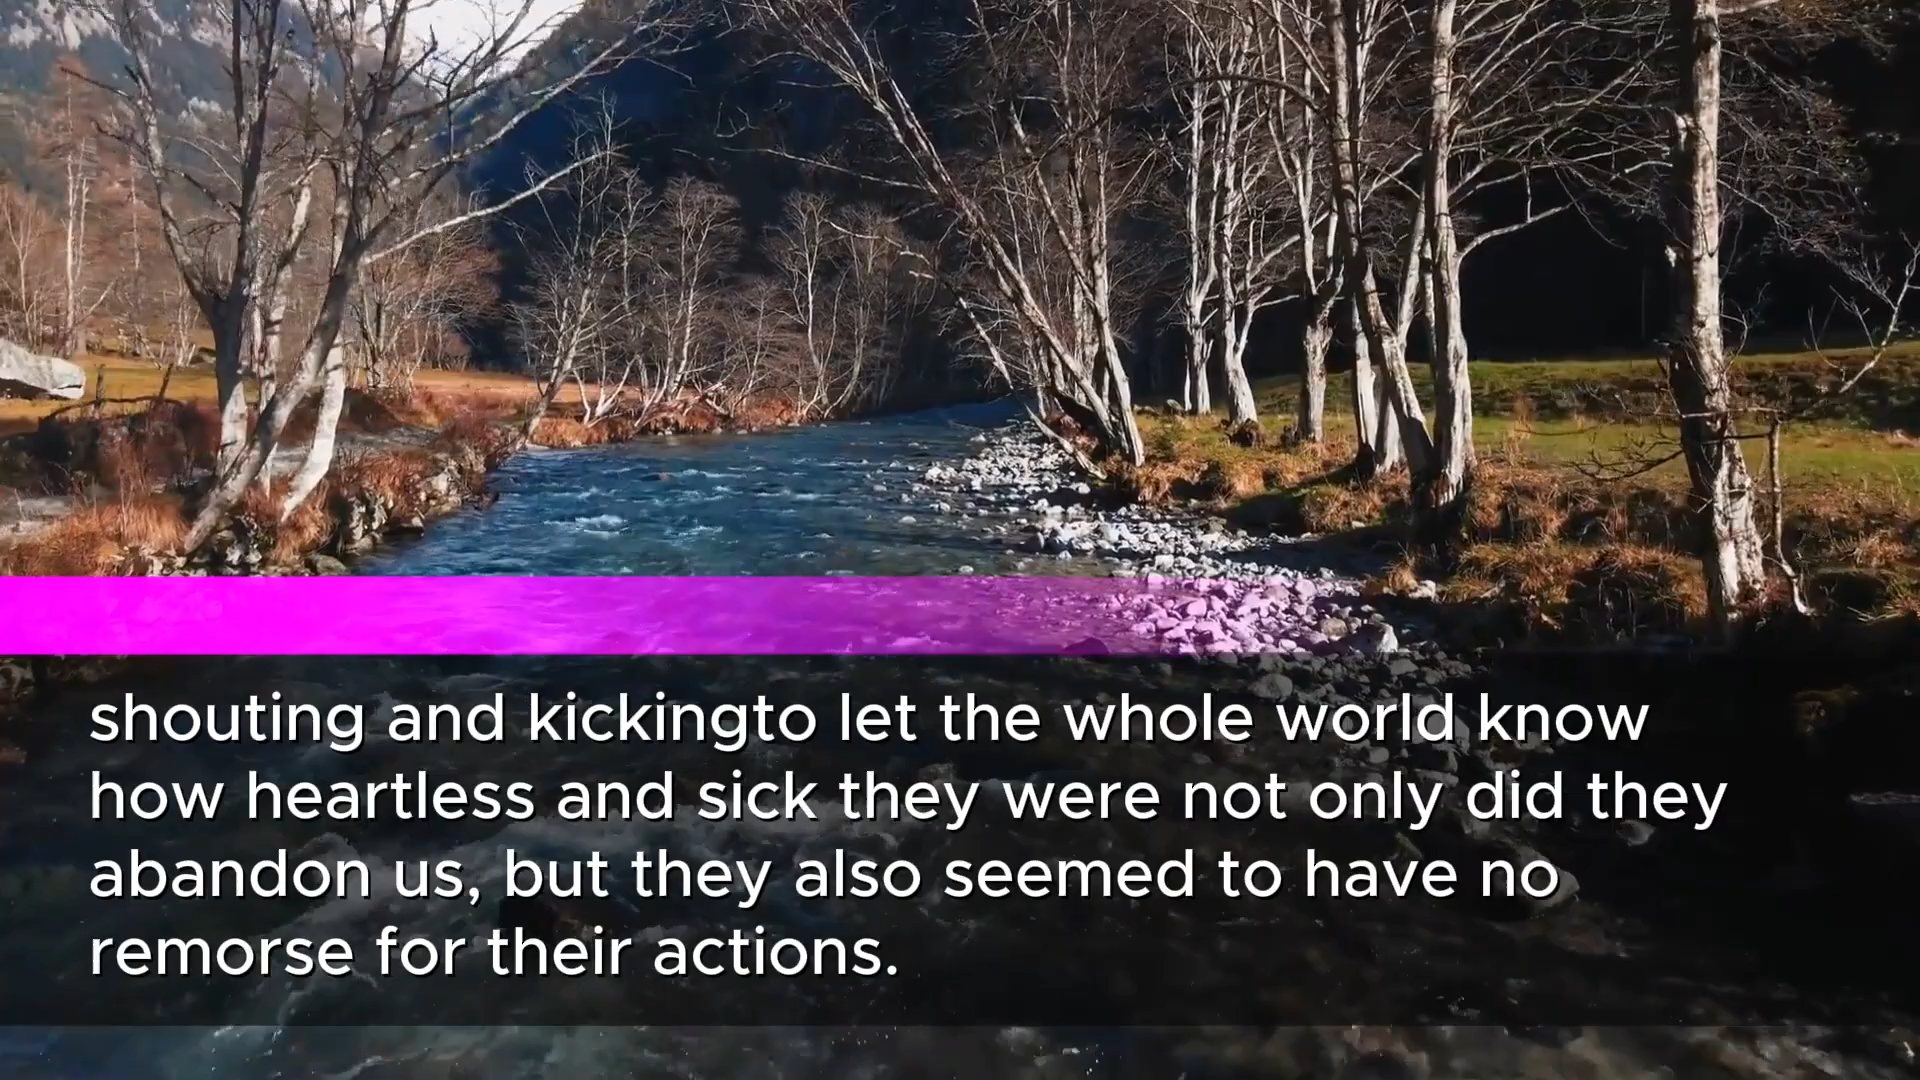 shouting and kickingto let the whole world know
how heartless and sick they were not only did they
abandon us, but they also seemed to have no
remorse for their actions.